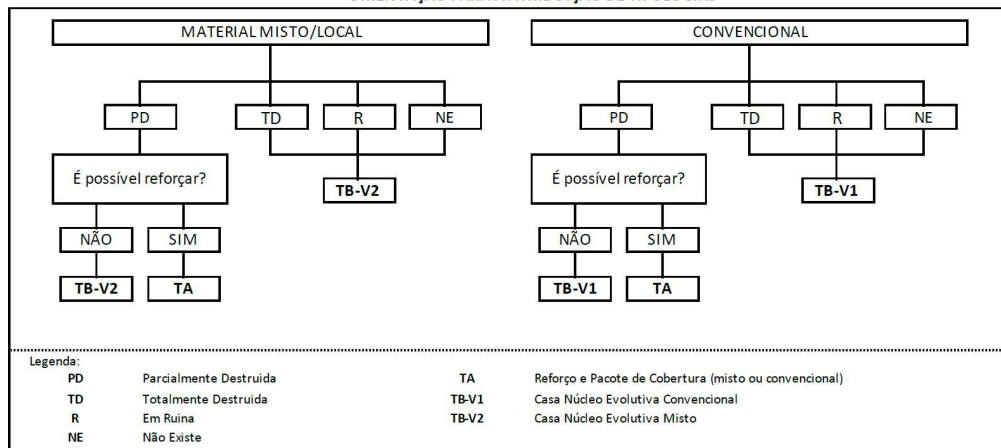 MATERIAL MISTO/LOCAL
CONVENCIONAL
PD
TD
R
NE
PD
TD
R
NE
É possível reforçar?
TB-V2
É possível reforçar?
TB-V1
NÃO
SIM
NÃO
SIM
TB-V2
TA
TB-V1
TA
Legenda:
PD Parcialmente Destruida TA Reforço e Pacote de Cobertura (misto ou convencional)
TD Totalmente Destruida TB-V1 Casa Núcleo Evolutiva Convencional
R Em Ruina TB-V2 Casa Núcleo Evolutiva Misto
NE Não Existe